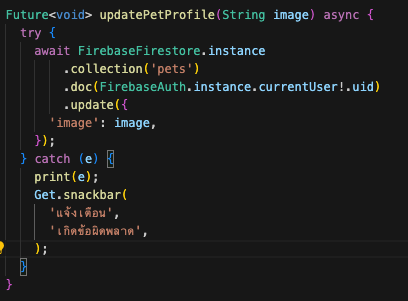 Future<void> updatePetProfile(String image) async {
  try {
    await FirebaseFirestore.instance
        .collection('pets')
        .doc(FirebaseAuth.instance.currentUser!.uid)
        .update({
      'image': image,
    });
  } catch (e) {
    print(e);
    Get.snackbar(
      'แจ้งเตือน',
      'เกิดข้อผิดพลาด',
    );
  }
}